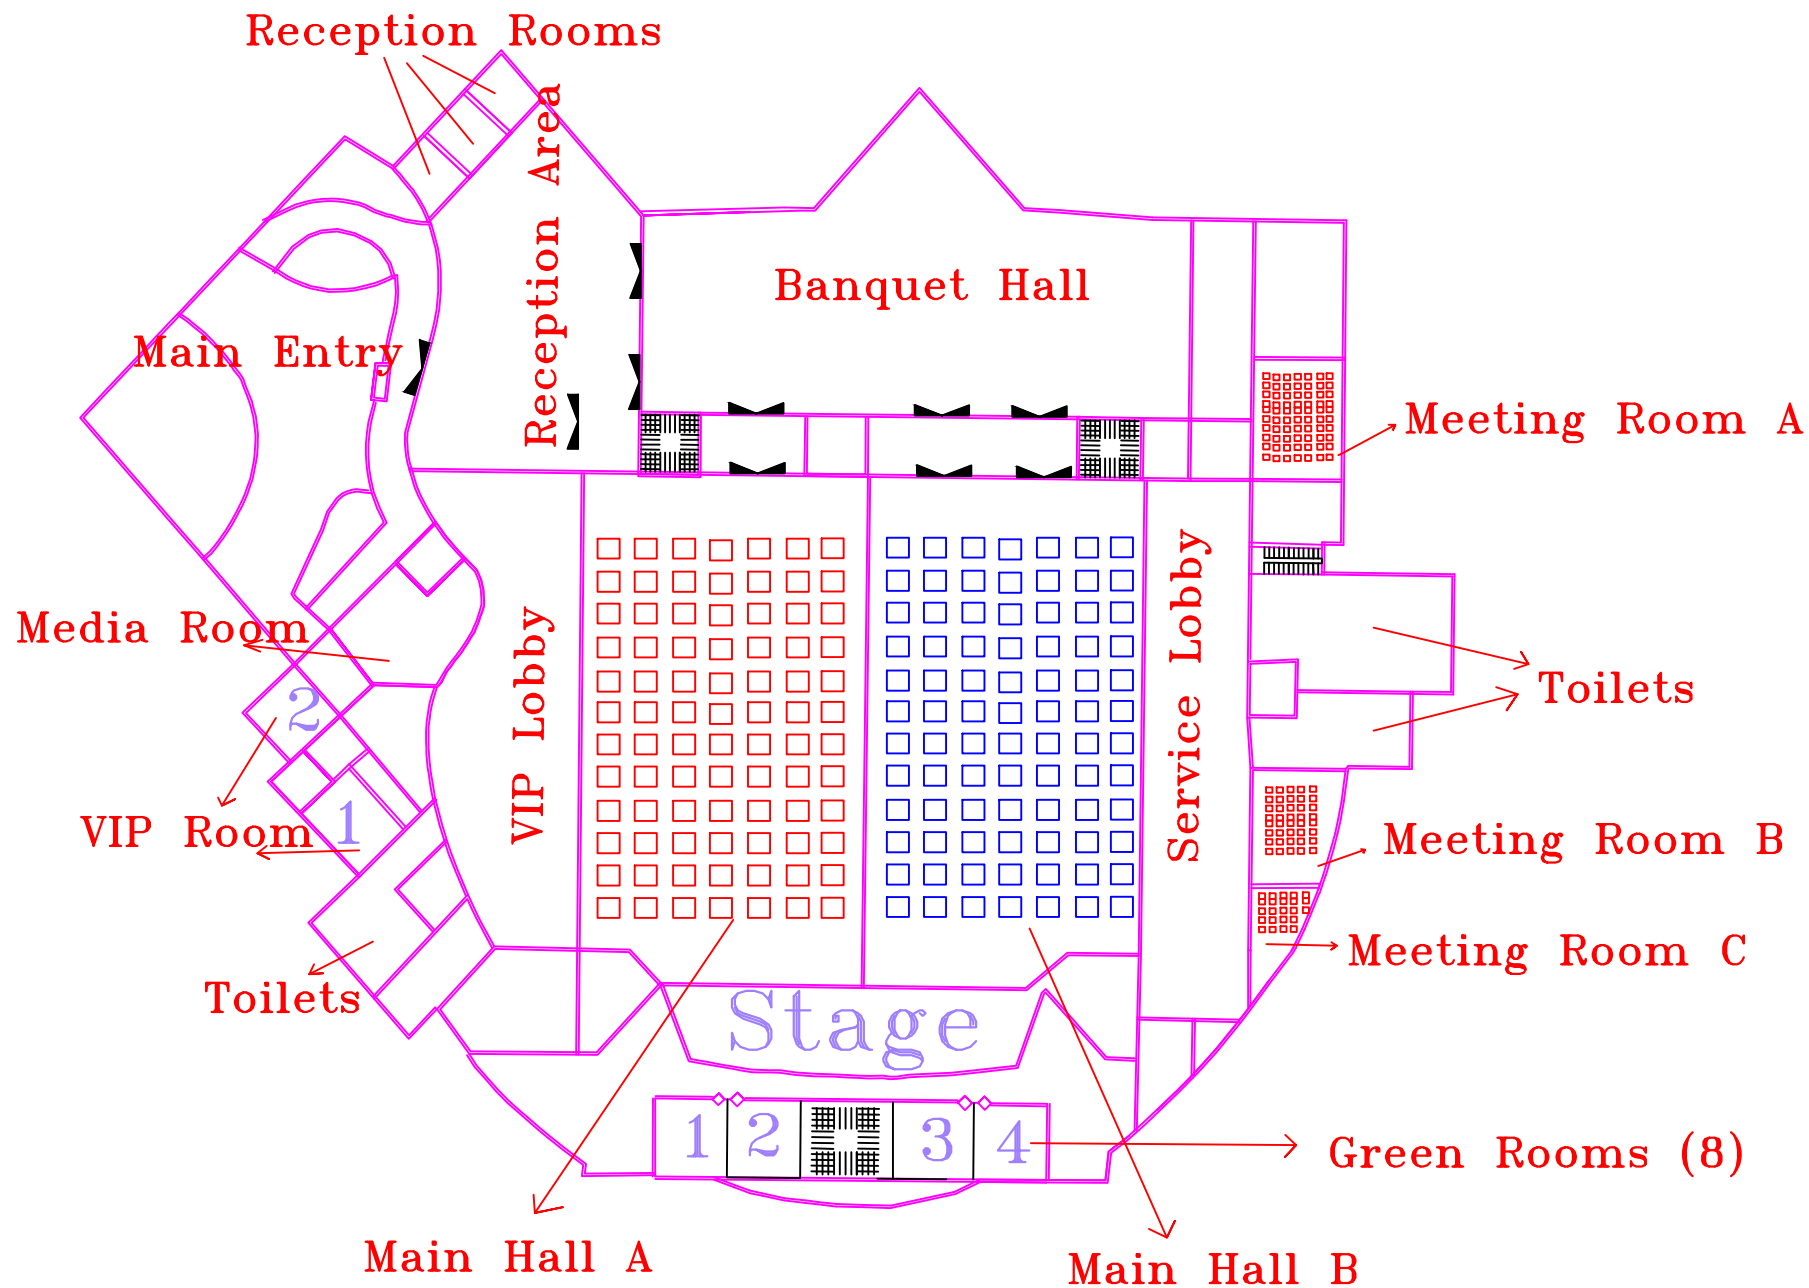 Reception Rooms
Reception Area
Banquet Hall
Main Entry
Meeting Room A
Media Room
VIP Lobby
Service Lobby
Toilets
2
VIP Room
1
Meeting Room B
Meeting Room C
Toilets
Stage
1
2
3
4
Green Rooms (8)
Main Hall A
Main Hall B